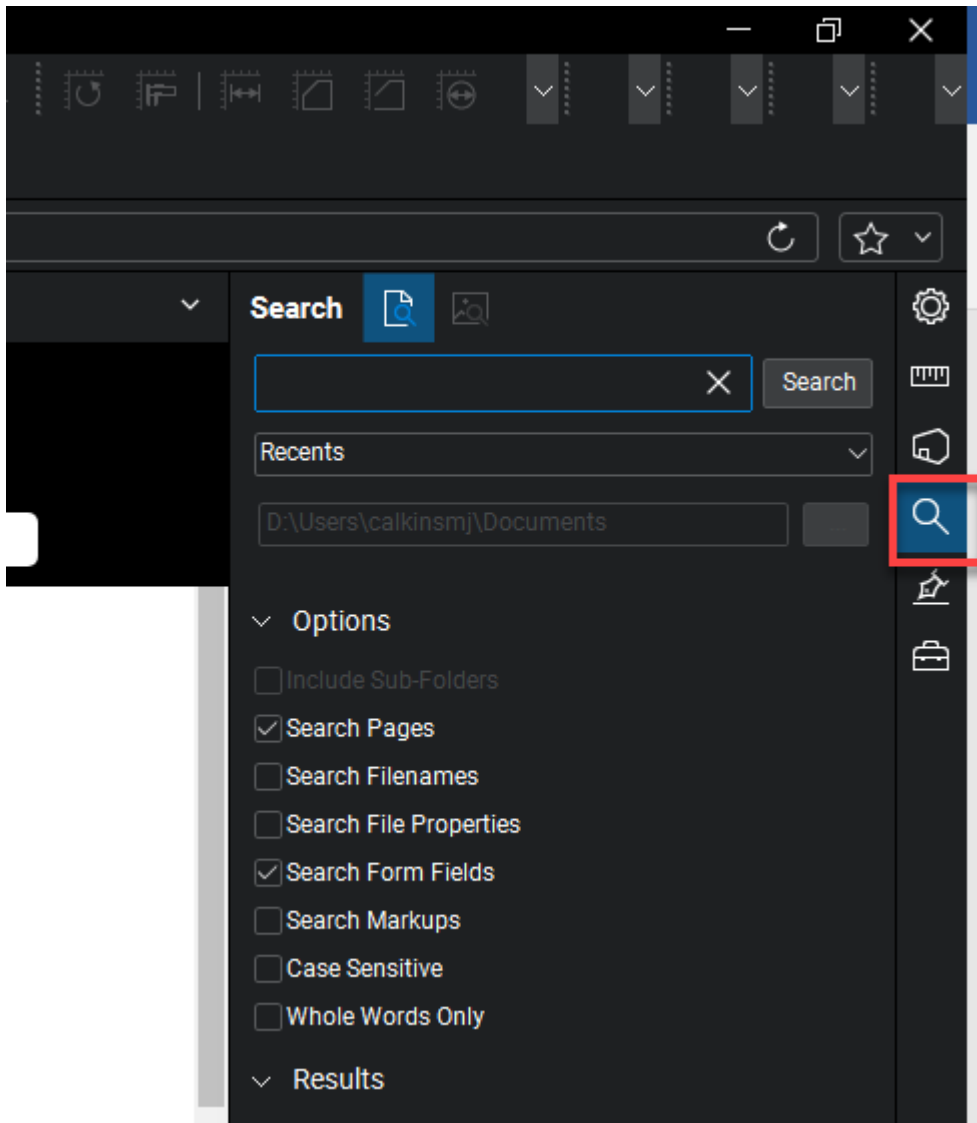 Search
Search
Recents
D:\Users\calkinsmj\Documents
...
Options
Include Sub-Folders
Search Pages
Search Filenames
Search File Properties
Search Form Fields
Search Markups
Case Sensitive
Whole Words Only
Results